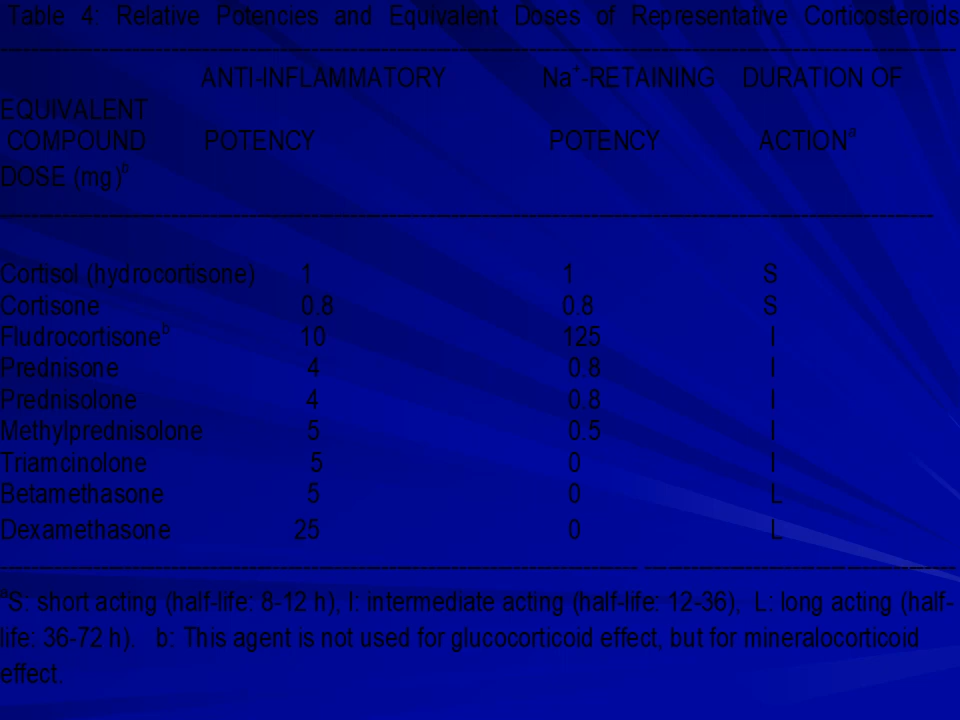 Table 4: Relative Potencies and Equivalent Doses of Representative Corticosteroids
ANTI-INFLAMMATORY Na+-RETAINING DURATION OF
EQUIVALENT
COMPOUND POTENCY POTENCY ACTIONa
DOSE (mg)b
Cortisol (hydrocortisone) 1 1 S
Cortisone 0.8 0.8 S
Fludrocortisoneb 10 125 I
Prednisone 4 0.8 I
Prednisolone 4 0.8 I
Methylprednisolone 5 0.5 I
Triamcinolone 5 0 I
Betamethasone 5 0 L
Dexamethasone 25 0 L
aS: short acting (half-life: 8-12 h), I: intermediate acting (half-life: 12-36), L: long acting (half-
life: 36-72 h). b: This agent is not used for glucocorticoid effect, but for mineralocorticoid
effect.